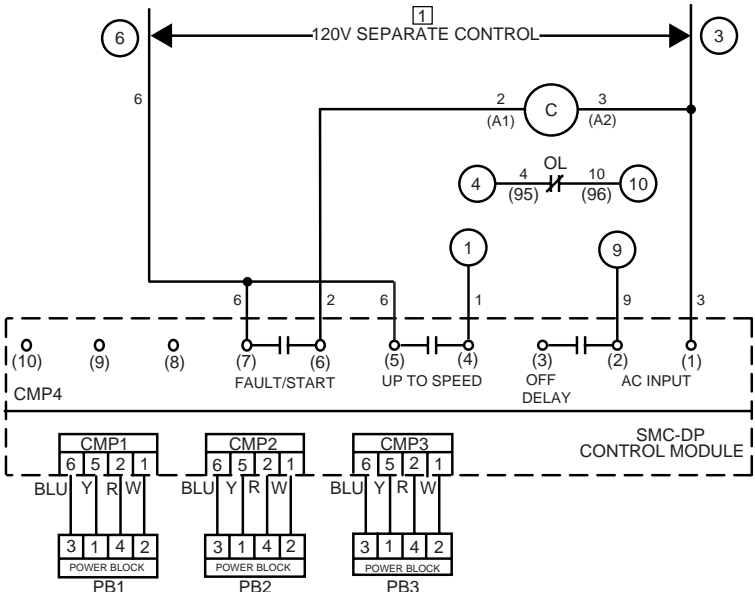 1
6 120V SEPARATE CONTROL 3
6 2 C 3
(A1) (A2)
OL
4 4 10 10
(95) (96)
1 9
6 2 6 1 9 3
(10) (9) (8) (7) (6) (5) (4) (3) (2) (1)
CMP4 FAULT/START UP TO SPEED OFF AC INPUT
DELAY
SMC-DP
CONTROL MODULE
CMP1 CMP2 CMP3
6 5 2 1 6 5 2 1 6 5 2 1
BLU Y R W BLU Y R W BLU Y R W
3 1 4 2 3 1 4 2 3 1 4 2
POWER BLOCK POWER BLOCK POWER BLOCK
PB1 PB2 PB3